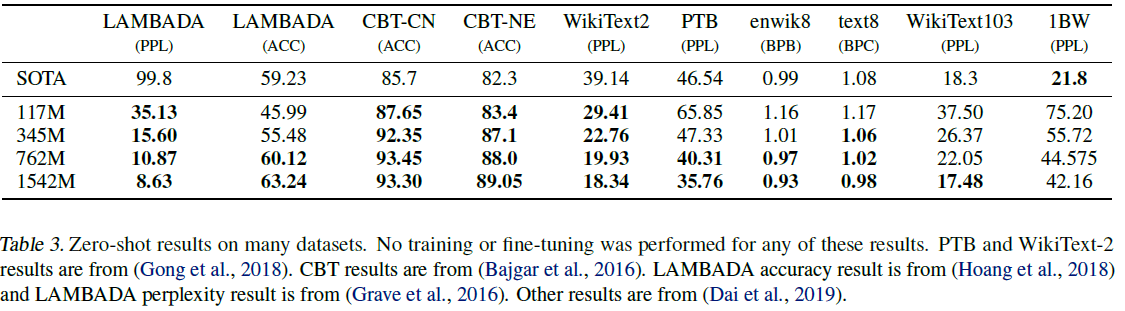 LAMBADA LAMBADA CBT-CN CBT-NE WikiText2 PTB enwik8 text8 WikiText103 1BW
(PPL) (ACC) (ACC) (ACC) (PPL) (PPL) (BPB) (BPC) (PPL) (PPL)
SOTA 99.8 59.23 85.7 82.3 39.14 46.54 0.99 1.08 18.3 21.8
117M 35.13 45.99 87.65 83.4 29.41 65.85 1.16 1.17 37.50 75.20
345M 15.60 55.48 92.35 87.1 22.76 47.33 1.01 1.06 26.37 55.72
762M 10.87 60.12 93.45 88.0 19.93 40.31 0.97 1.02 22.05 44.575
1542M 8.63 63.24 93.30 89.05 18.34 35.76 0.93 0.98 17.48 42.16
Table 3. Zero-shot results on many datasets. No training or fine-tuning was performed for any of these results. PTB and WikiText-2
results are from (Gong et al., 2018). CBT results are from (Bajgar et al., 2016). LAMBADA accuracy result is from (Hoang et al., 2018)
and LAMBADA perplexity result is from (Grave et al., 2016). Other results are from (Dai et al., 2019).